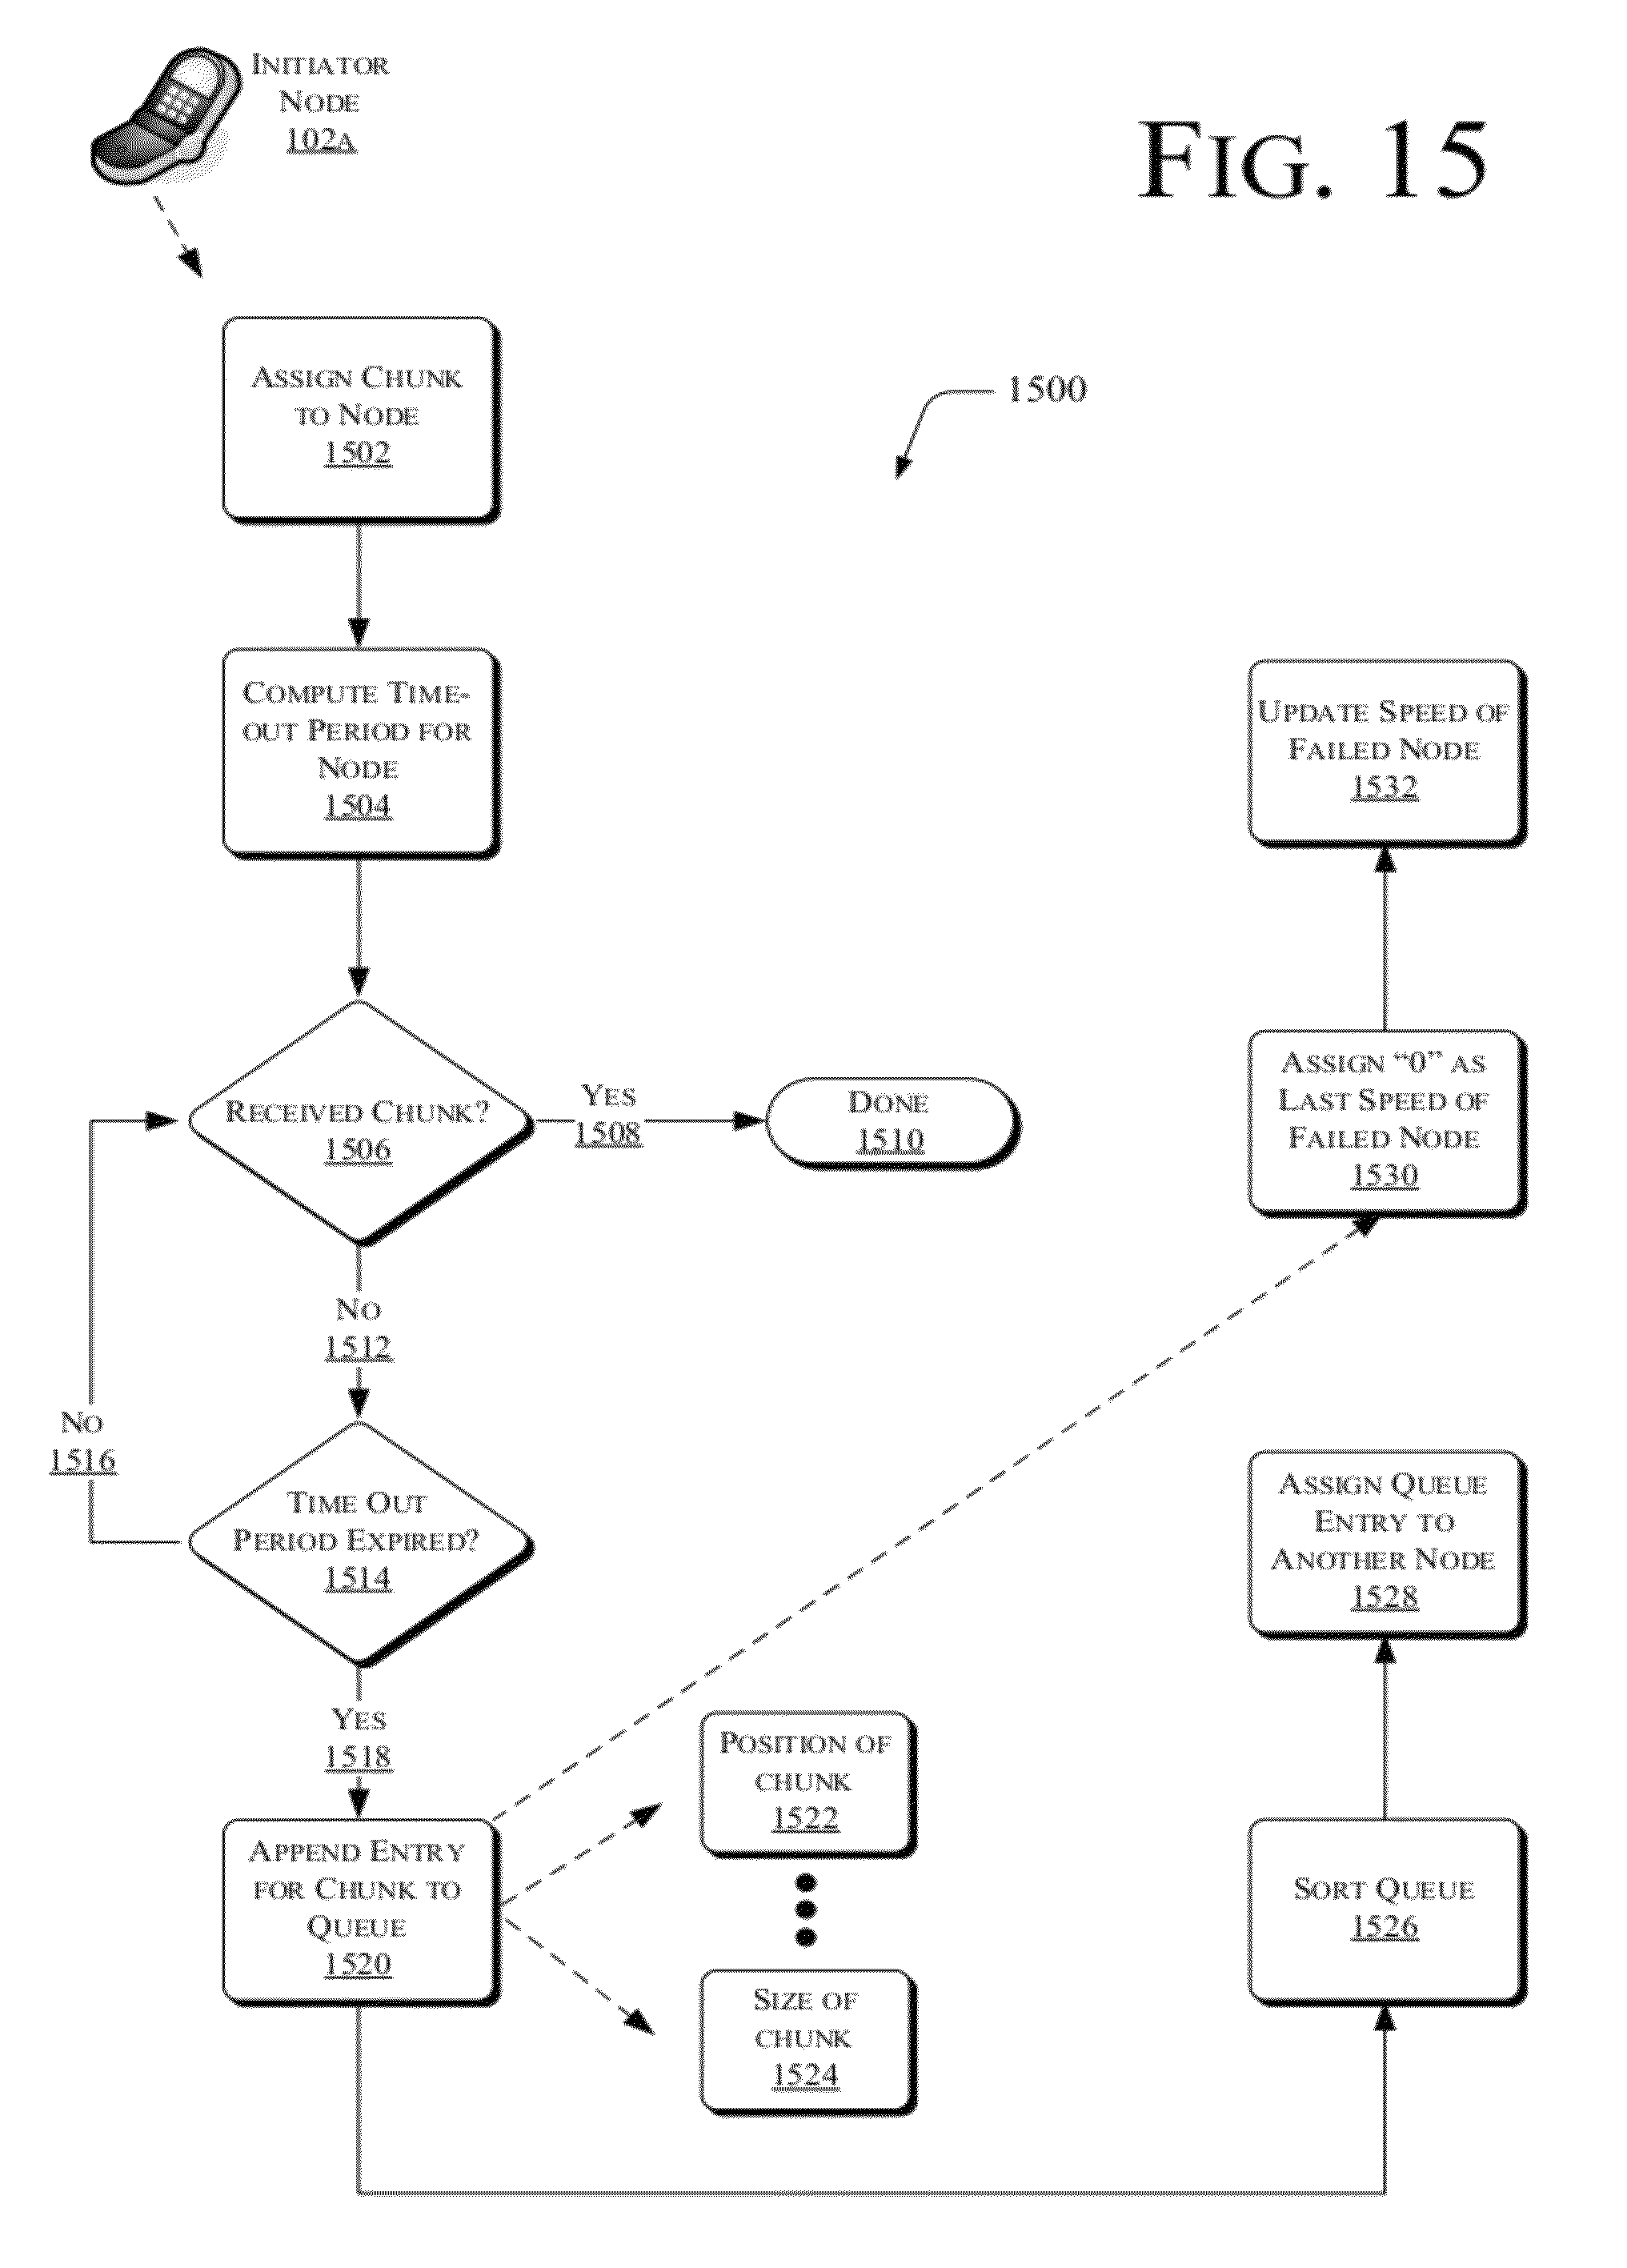 INITIATOR
NODE
102A
FIG. 15
ASSIGN CHUNK
TO NODE
1502
1500
COMPUTE TIME-
OUT PERIOD FOR
NODE
1504
UPDATE SPEED OF
FAILED NODE
1532
RECEIVED CHUNK?
1506
YES
1508
DONE
1510
ASSIGN “0” AS
LAST SPEED OF
FAILED NODE
1530
NO
1512
NO
1516
TIME OUT
PERIOD EXPIRED?
1514
ASSIGN QUEUE
ENTRY TO
ANOTHER NODE
1528
YES
1518
POSITION OF
CHUNK
1522
APPEND ENTRY
FOR CHUNK TO
QUEUE
1520
SORT QUEUE
1526
SIZE OF
CHUNK
1524